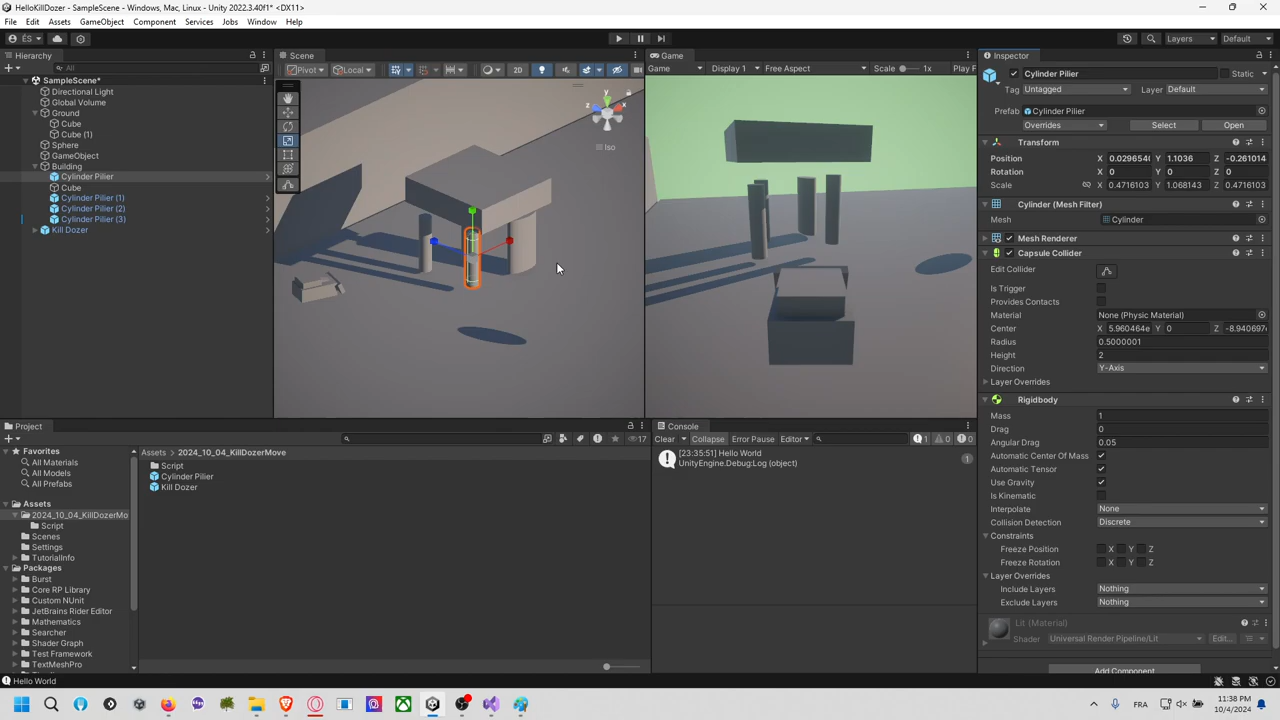 HelloKillDozer - SampleScene - Windows, Mac, Linux - Unity 2022.3.40f1* <DX11>
File Edit Assets GameObject Component Services Jobs Window Help
ÉS
Layers Default
Hierarchy
All
SampleScene*
Directional Light
Global Volume
Ground
Cube
Cube (1)
Sphere
GameObject
Building
Cylinder Pilier
Cube
Cylinder Pilier (1)
Cylinder Pilier (2)
Cylinder Pilier (3)
Kill Dozer
Scene
Pivot Local 2D
y
z x
Iso
Game
Game Display 1 Free Aspect Scale 1x Play F
Inspector
Cylinder Pilier Static
Tag Untagged Layer Default
Prefab Cylinder Pilier
Overrides Select Open
Transform
Position X 0.0296540 Y 1.1036 Z -0.261014
Rotation X 0 Y 0 Z 0
Scale X 0.4716103 Y 1.068143 Z 0.4716103
Cylinder (Mesh Filter)
Mesh Cylinder
Mesh Renderer
Capsule Collider
Edit Collider
Is Trigger
Provides Contacts
Material None (Physic Material)
Center X 5.960464e Y 0 Z -8.940697e
Radius 0.5000001
Height 2
Direction Y-Axis
Layer Overrides
Rigidbody
Mass 1
Drag 0
Angular Drag 0.05
Automatic Center Of Mass
Automatic Tensor
Use Gravity
Is Kinematic
Interpolate None
Collision Detection Discrete
Constraints
Freeze Position X Y Z
Freeze Rotation X Y Z
Layer Overrides
Include Layers Nothing
Exclude Layers Nothing
Lit (Material)
Shader Universal Render Pipeline/Lit Edit...
Add Component
Project
17
Favorites
All Materials
All Models
All Prefabs
Assets
2024_10_04_KillDozerMo
Script
Scenes
Settings
TutorialInfo
Packages
Burst
Core RP Library
Custom NUnit
JetBrains Rider Editor
Mathematics
Searcher
Shader Graph
Test Framework
TextMeshPro
Assets > 2024_10_04_KillDozerMove
Script
Cylinder Pilier
Kill Dozer
Console
Clear Collapse Error Pause Editor 1 0 0
[23:35:51] Hello World
UnityEngine.Debug:Log (object)
1
Hello World
FR
11:38 PM
10/4/2024